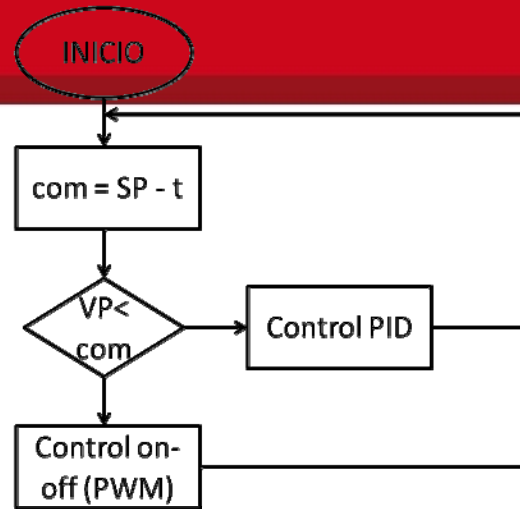 INICIO
com = SP - t
VP<
com
Control PID
Control on-
off (PWM)